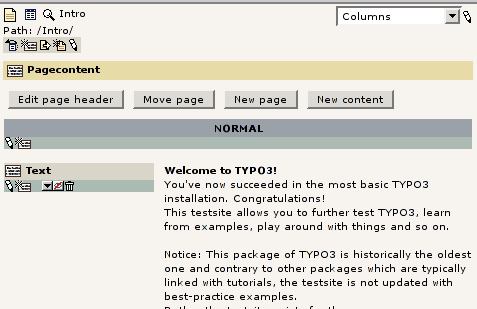 Intro
Columns
Path: /Intro/
Pagecontent
Edit page header
Move page
New page
New content
NORMAL
Text
Welcome to TYPO3!
You've now succeeded in the most basic TYPO3
installation. Congratulations!
This testsite allows you to further test TYPO3, learn
from examples, play around with things and so on.
Notice: This package of TYPO3 is historically the oldest
one and contrary to other packages which are typically
linked with tutorials, the testsite is not updated with
best-practice examples.